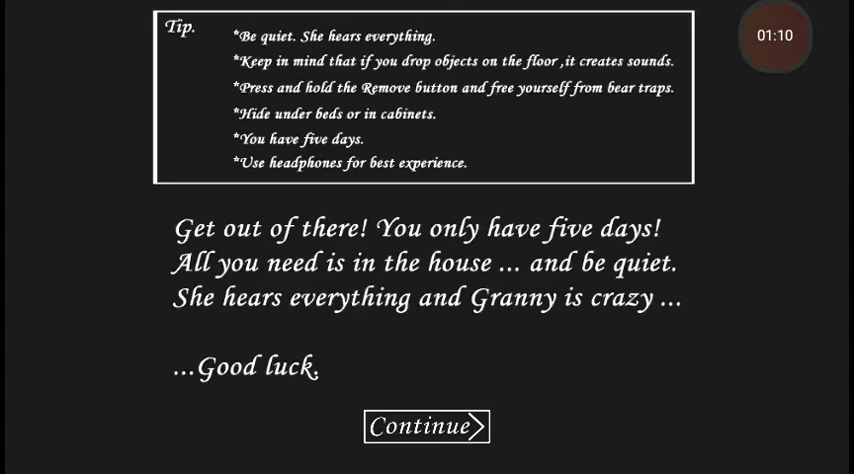 Tip.
*Be quiet. She hears everything.
*Keep in mind that if you drop objects on the floor ,it creates sounds.
*Press and hold the Remove button and free yourself from bear traps.
*Hide under beds or in cabinets.
*You have five days.
*Use headphones for best experience.
01:10
Get out of there! You only have five days!
All you need is in the house ... and be quiet.
She hears everything and Granny is crazy ...
...Good luck.
Continue